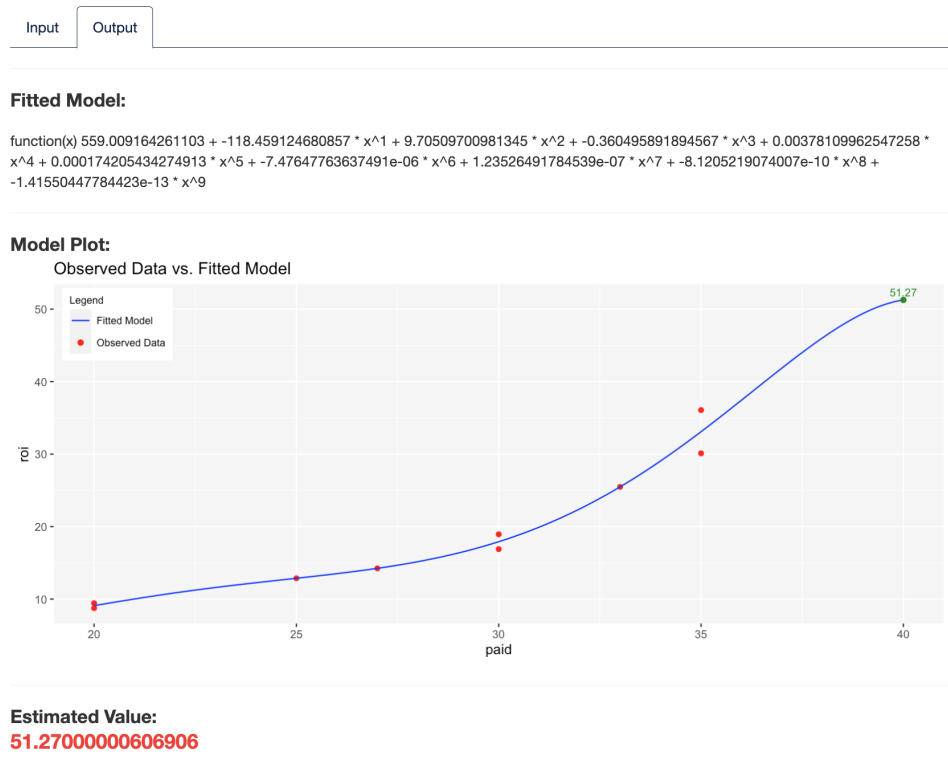 Input
Output
Fitted Model:
function(x) 559.009164261103 + -118.459124680857 * x^1 + 9.70509700981345 * x^2 + -0.360495891894567 * x^3 + 0.00378109962547258 *
x^4 + 0.000174205434274913 * x^5 + -7.47647763637491e-06 * x^6 + 1.23526491784539e-07 * x^7 + -8.1205219074007e-10 * x^8 +
-1.41550447784423e-13 * x^9
Model Plot:
Observed Data vs. Fitted Model
Legend
Fitted Model
Observed Data
51.27
50
40
30
20
10
roi
20
25
30
35
40
paid
Estimated Value:
51.27000000606906